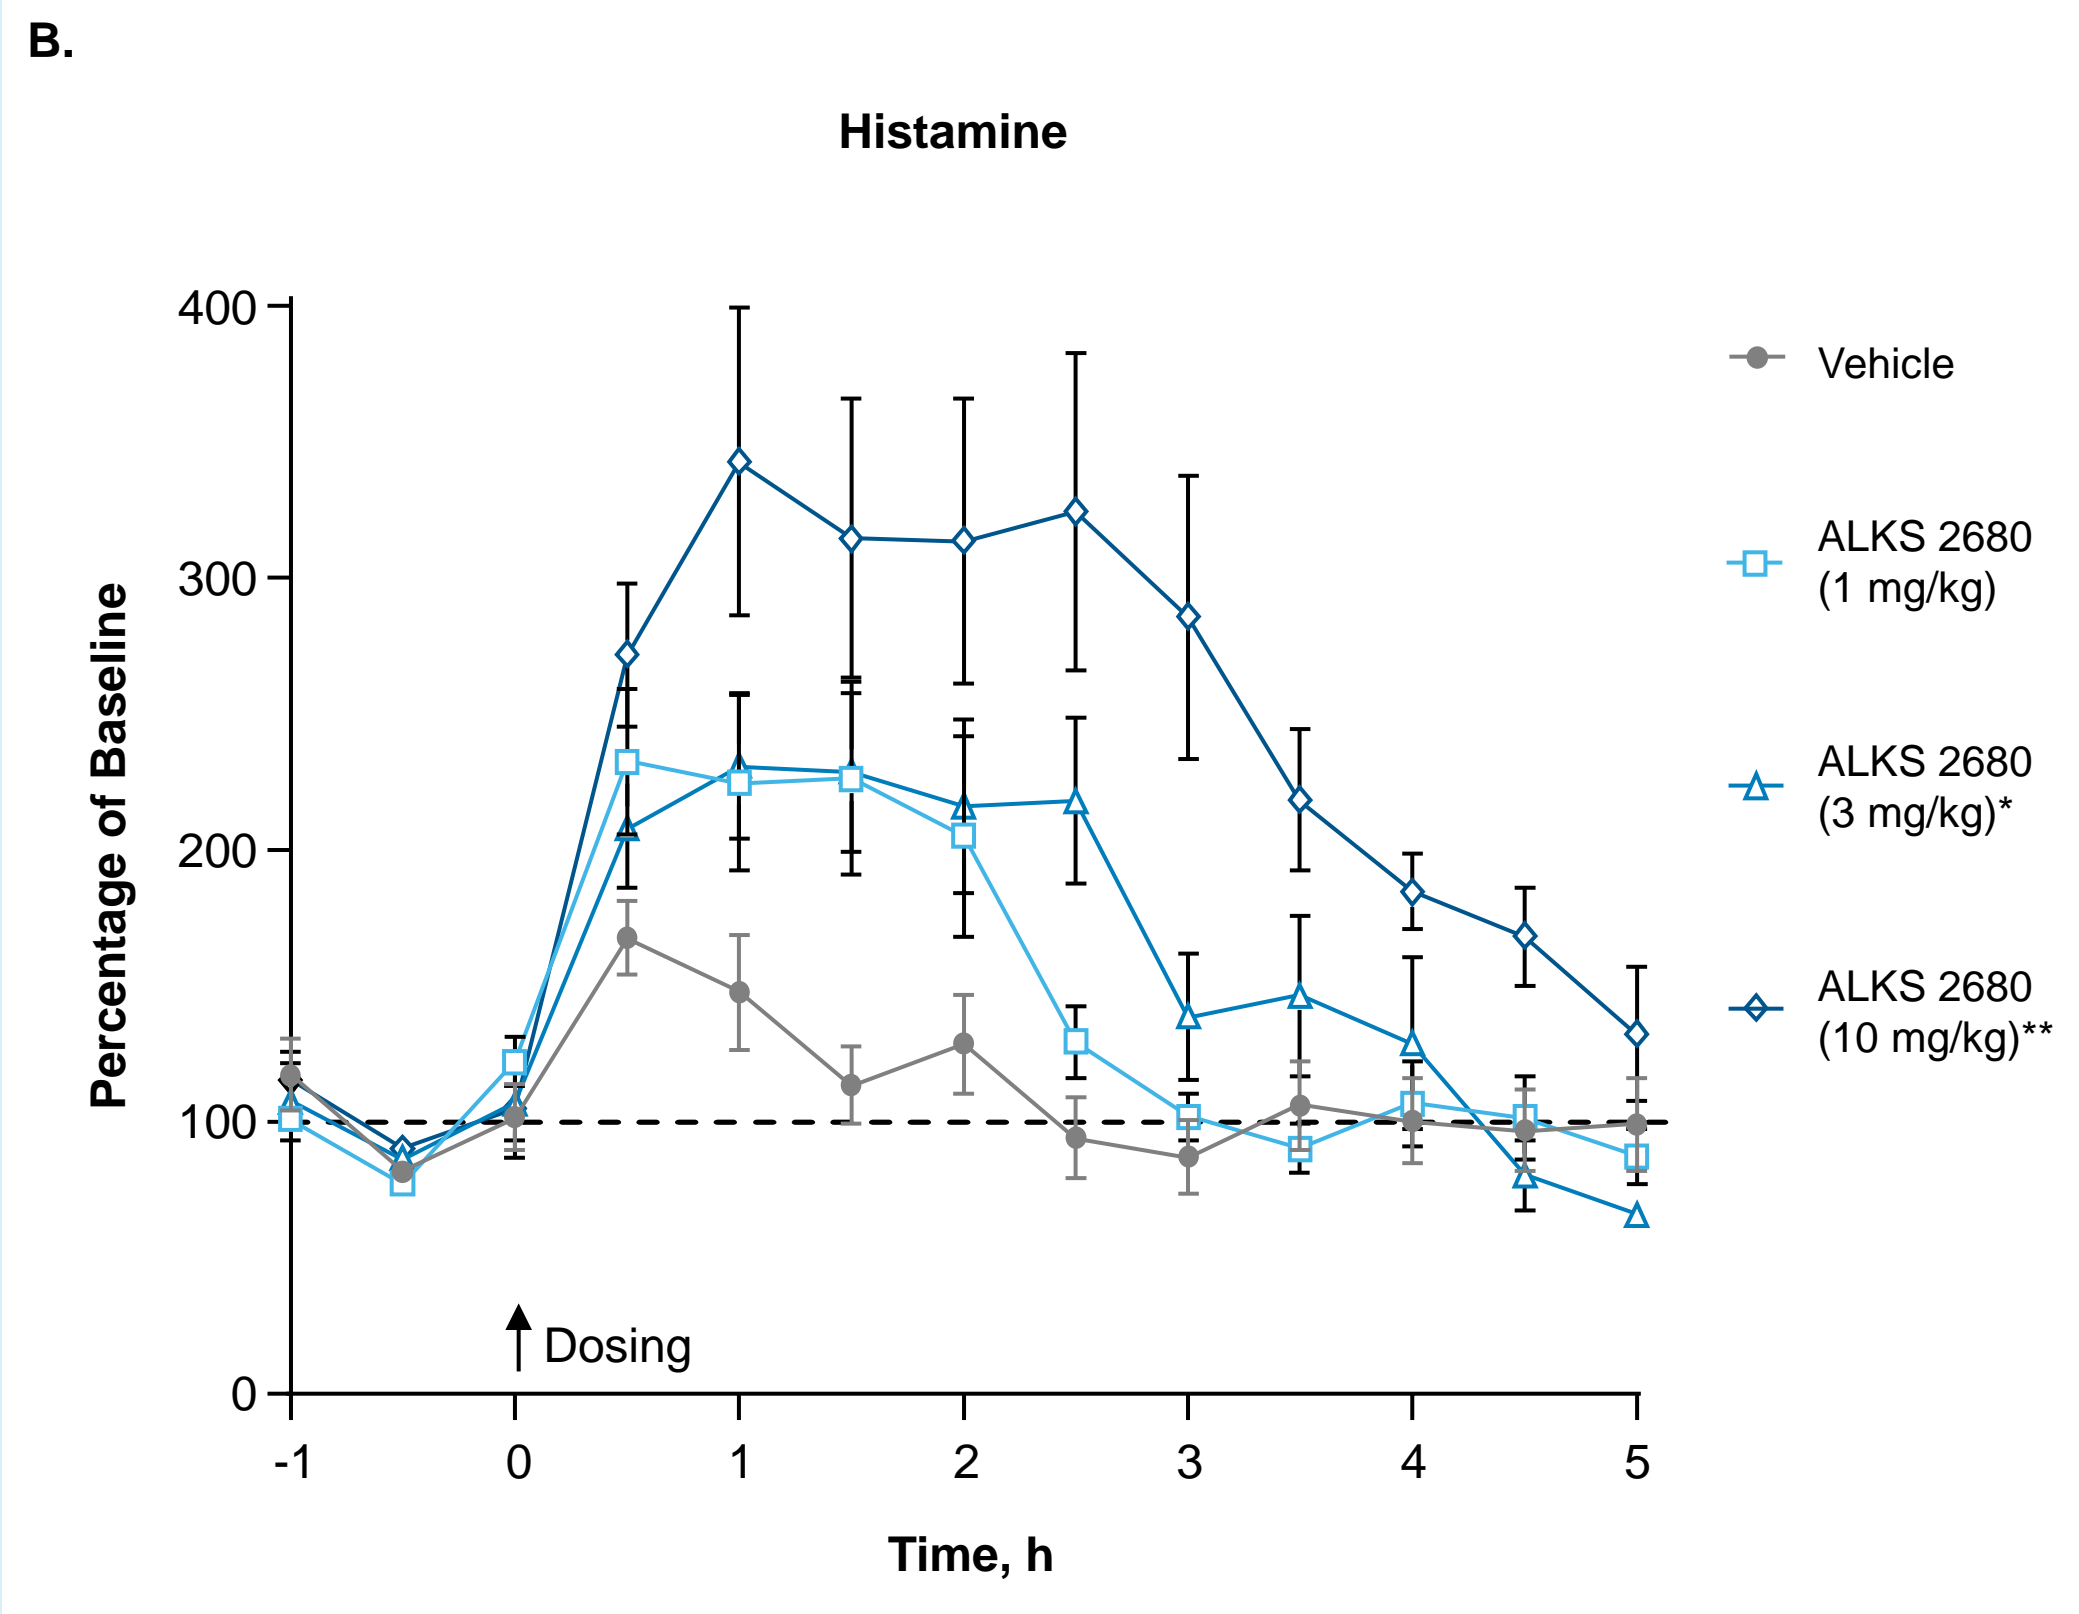 B.
Histamine
400
300
200
100
0
Percentage of Baseline
Dosing
-1
0
1
2
3
4
5
Time, h
Vehicle
ALKS 2680
(1 mg/kg)
ALKS 2680
(3 mg/kg)*
ALKS 2680
(10 mg/kg)**